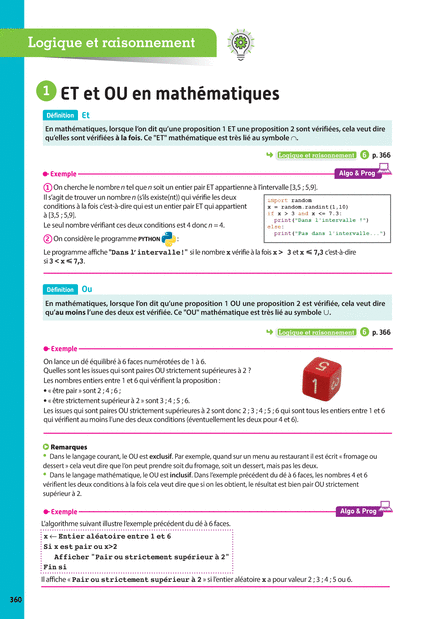 Logique et raisonnement
1 ET et OU en mathématiques
Définition Et
En mathématiques, lorsque l'on dit qu'une proposition 1 ET une proposition 2 sont vérifiées, cela veut dire
qu'elles sont vérifiées à la fois. Ce "ET" mathématique est très lié au symbole ∩.
Logique et raisonnement 6 p. 366
Exemple
Algo & Prog
1 On cherche le nombre n tel que n soit un entier pair ET appartienne à l'intervalle [3,5 ; 5,9].
Il s'agit de trouver un nombre n (s'ils existe(nt)) qui vérifie les deux
conditions à la fois c'est-à-dire qui est un entier pair ET qui appartient
à [3,5 ; 5,9].
Le seul nombre vérifiant ces deux conditions est 4 donc n = 4.
import random
x = random.randint(1,10)
if x > 3 and x <= 7.3:
print("Dans l'intervalle !")
else:
print("Pas dans l'intervalle...")
2 On considère le programme PYTHON :
Le programme affiche "Dans l'intervalle!" si le nombre x vérifie à la fois x > 3 et x ⩽ 7,3 c'est-à-dire
si 3 < x ⩽ 7,3.
Définition Ou
En mathématiques, lorsque l'on dit qu'une proposition 1 OU une proposition 2 est vérifiée, cela veut dire
qu'au moins l'une des deux est vérifiée. Ce "OU" mathématique est très lié au symbole ∪.
Logique et raisonnement 6 p. 366
Exemple
On lance un dé équilibré à 6 faces numérotées de 1 à 6.
Quelles sont les issues qui sont paires OU strictement supérieures à 2 ?
Les nombres entiers entre 1 et 6 qui vérifient la proposition :
• « être pair » sont 2 ; 4 ; 6 ;
• « être strictement supérieur à 2 » sont 3 ; 4 ; 5 ; 6.
Les issues qui sont paires OU strictement supérieures à 2 sont donc 2 ; 3 ; 4 ; 5 ; 6 qui sont tous les entiers entre 1 et 6
qui vérifient au moins l'une des deux conditions (éventuellement les deux pour 4 et 6).
Remarques
• Dans le langage courant, le OU est exclusif. Par exemple, quand sur un menu au restaurant il est écrit « fromage ou
dessert » cela veut dire que l'on peut prendre soit du fromage, soit un dessert, mais pas les deux.
• Dans le langage mathématique, le OU est inclusif. Dans l'exemple précédent du dé à 6 faces, les nombres 4 et 6
vérifient les deux conditions à la fois cela veut dire que si on les obtient, le résultat est bien pair OU strictement
supérieur à 2.
Exemple
Algo & Prog
L'algorithme suivant illustre l'exemple précédent du dé à 6 faces.
x ← Entier aléatoire entre 1 et 6
Si x est pair ou x>2
Afficher "Pair ou strictement supérieur à 2"
Fin si
Il affiche « Pair ou strictement supérieur à 2 » si l'entier aléatoire x a pour valeur 2 ; 3 ; 4 ; 5 ou 6.
360